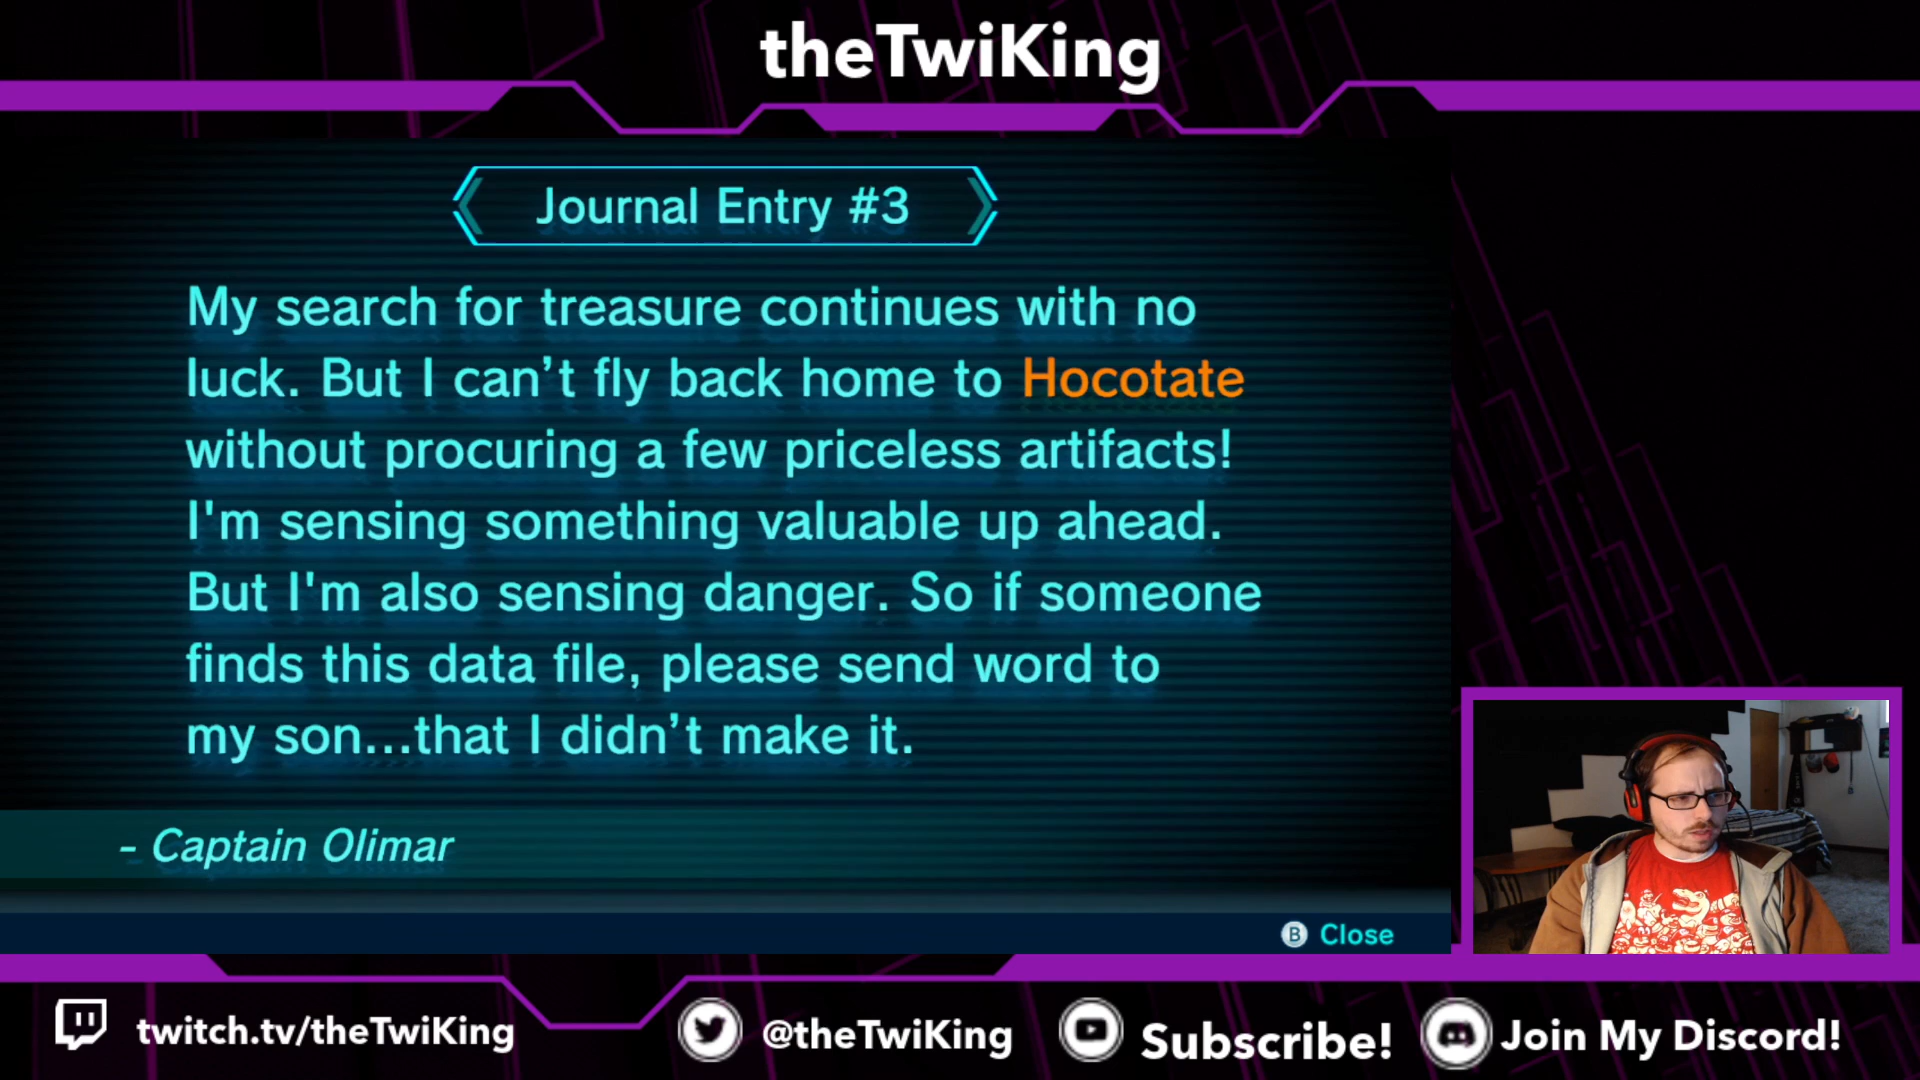 theTwiKing
Journal Entry #3
My search for treasure continues with no
luck. But I can’t fly back home to Hocotate
without procuring a few priceless artifacts!
I'm sensing something valuable up ahead.
But I'm also sensing danger. So if someone
finds this data file, please send word to
my son...that I didn’t make it.
- Captain Olimar
B Close
twitch.tv/theTwiKing
@theTwiKing
Subscribe!
Join My Discord!